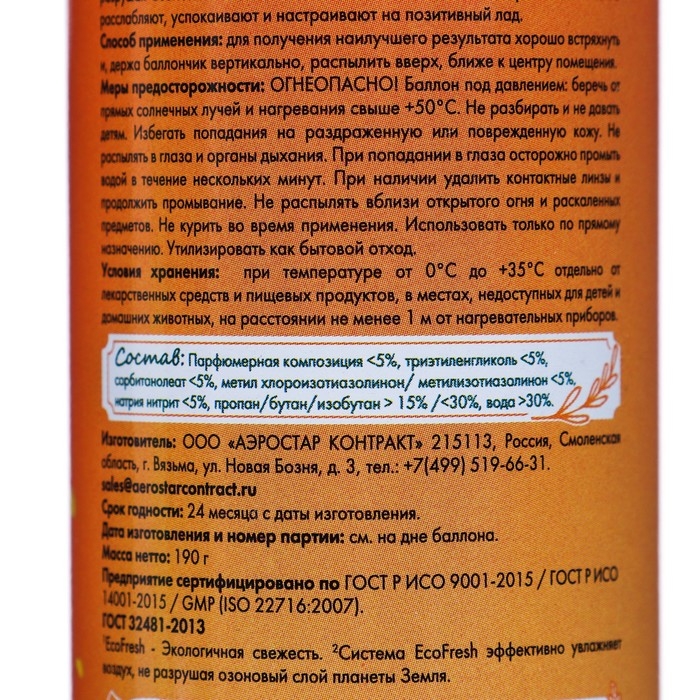 расслабляют, успокаивают и настраивают на позитивный лад.
Способ применения: для получения наилучшего результата хорошо встряхнуть
и, держа баллончик вертикально, распылить вверх, ближе к центру помещения.
Меры предосторожности: ОГНЕОПАСНО! Баллон под давлением: беречь от
прямых солнечных лучей и нагревания свыше +50°С. Не разбирать и не давать
детям. Избегать попадания на раздраженную или поврежденную кожу. Не
распылять в глаза и органы дыхания. При попадании в глаза осторожно промыть
водой в течение нескольких минут. При наличии удалить контактные линзы и
продолжить промывание. Не распылять вблизи открытого огня и раскаленных
предметов. Не курить во время применения. Использовать только по прямому
назначению. Утилизировать как бытовой отход.
Условия хранения: при температуре от 0°С до +35°С отдельно от
лекарственных средств и пищевых продуктов, в местах, недоступных для детей и
домашних животных, на расстоянии не менее 1 м от нагревательных приборов.
Состав: Парфюмерная композиция <5%, триэтиленгликоль <5%,
сорбитанолеат <5%, метил хлороизотиазолинон/ метилизотиазолинон <5%,
натрия нитрит <5%, пропан/бутан/изобутан > 15% /<30%, вода >30%.
Изготовитель: ООО «АЭРОСТАР КОНТРАКТ» 215113, Россия, Смоленская
область, г. Вязьма, ул. Новая Бозня, д. 3, тел.: +7(499) 519-66-31.
sales@aerostarcontract.ru
Срок годности: 24 месяца с даты изготовления.
Дата изготовления и номер партии: см. на дне баллона.
Масса нетто: 190 г
Предприятие сертифицировано по ГОСТ Р ИСО 9001-2015 / ГОСТ Р ИСО
14001-2015 / GMP (ISO 22716:2007).
ГОСТ 32481-2013
¹EcoFresh - Экологичная свежесть. ²Система EcoFresh эффективно увлажняет
воздух, не разрушая озоновый слой планеты Земля.